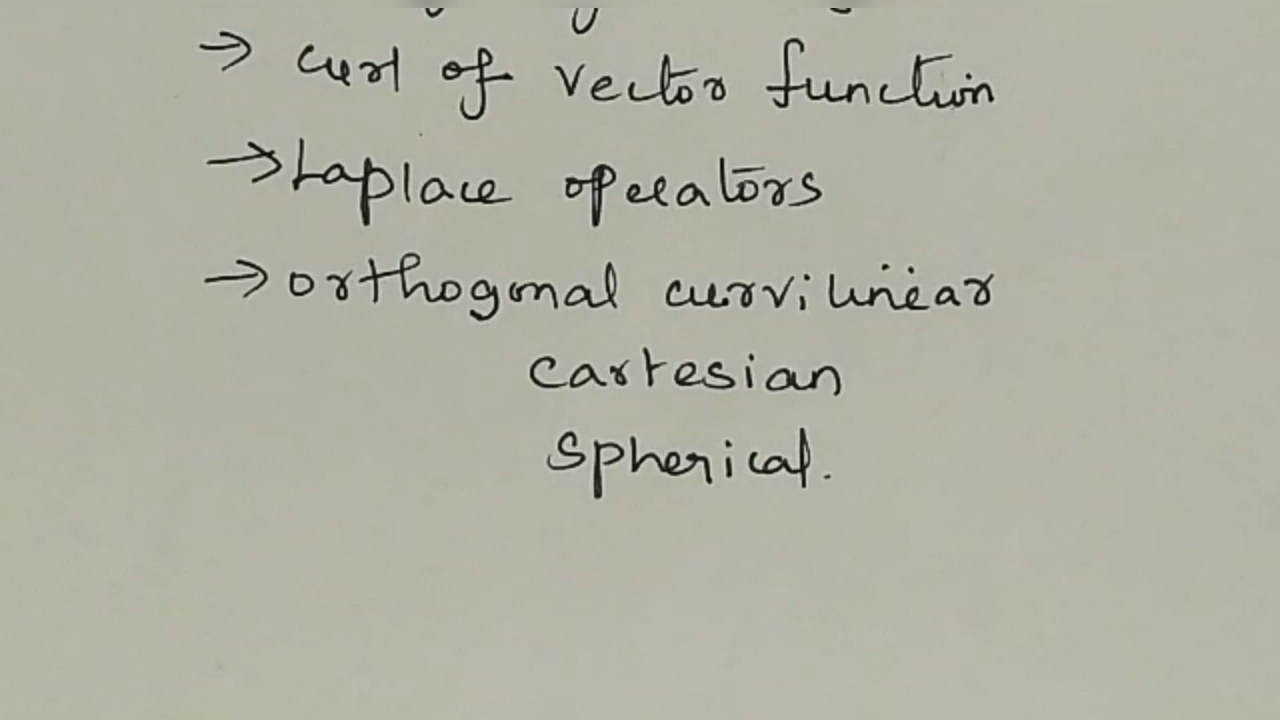 → curl of vector function
→ Laplace operators
→ orthogonal curvilinear
cartesian
spherical.